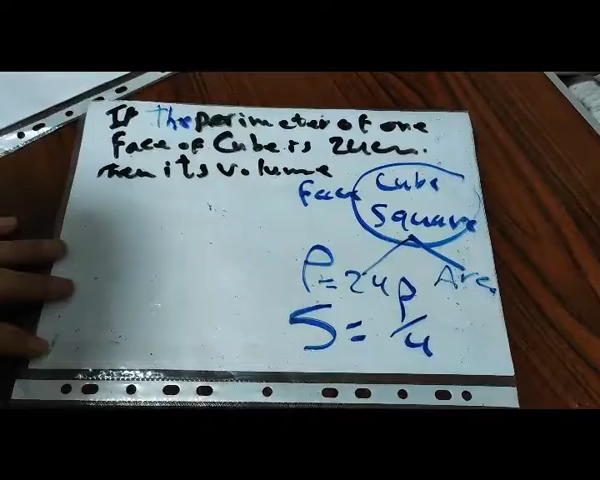 If the perimeter of one
face of Cube is 24cm.
then its volume
face Cube
Square
P=24 P Area
S= /4